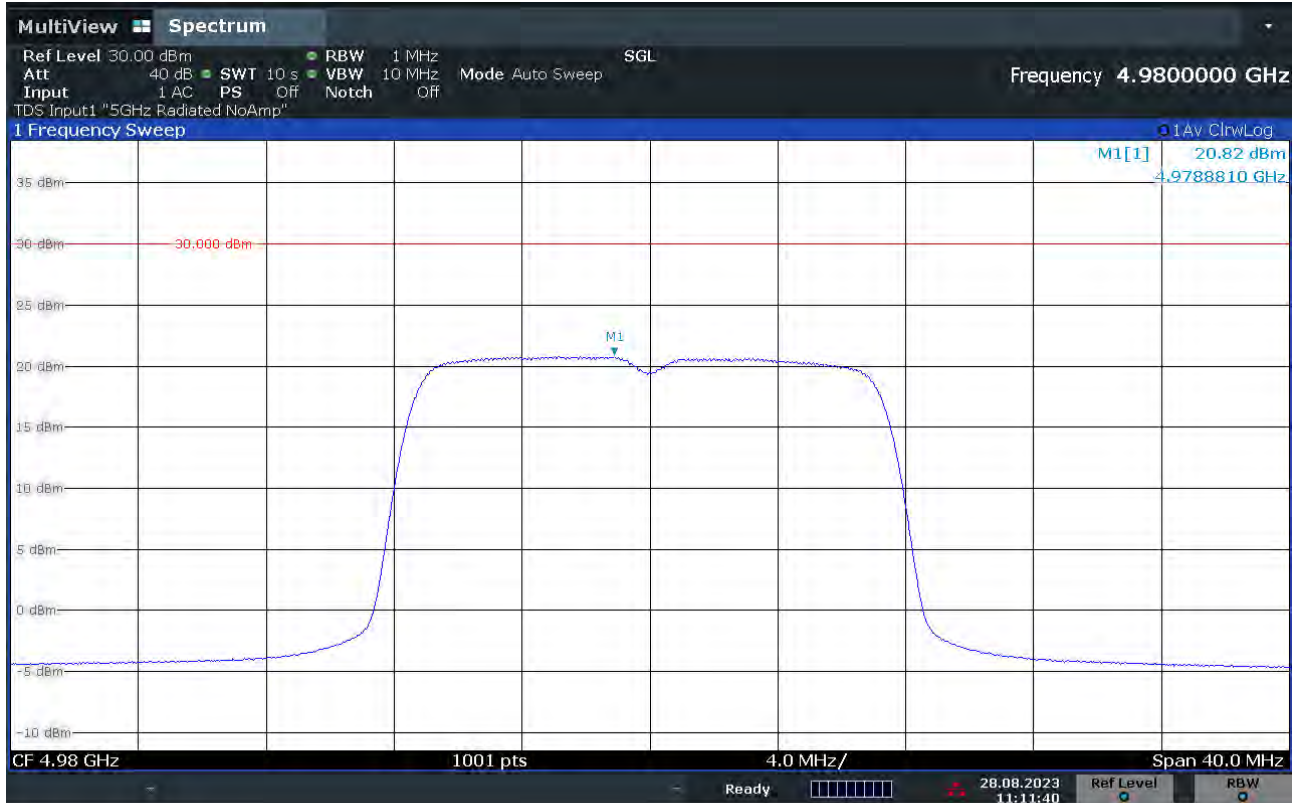 MultiView Spectrum
Ref Level 30.00 dBm RBW 1 MHz SGL
Att 40 dB SWT 10 s VBW 10 MHz Mode Auto Sweep Frequency 4.9800000 GHz
Input 1 AC PS Off Notch Off
TDS Input1 "5GHz Radiated NoAmp"
1 Frequency Sweep 1Av ClrwLog
M1[1] 20.82 dBm
4.9788810 GHz
35 dBm
30 dBm 30.000 dBm
25 dBm
M1
20 dBm
15 dBm
10 dBm
5 dBm
0 dBm
-5 dBm
-10 dBm
CF 4.98 GHz 1001 pts 4.0 MHz/ Span 40.0 MHz
Ready 28.08.2023 Ref Level RBW
11:11:40